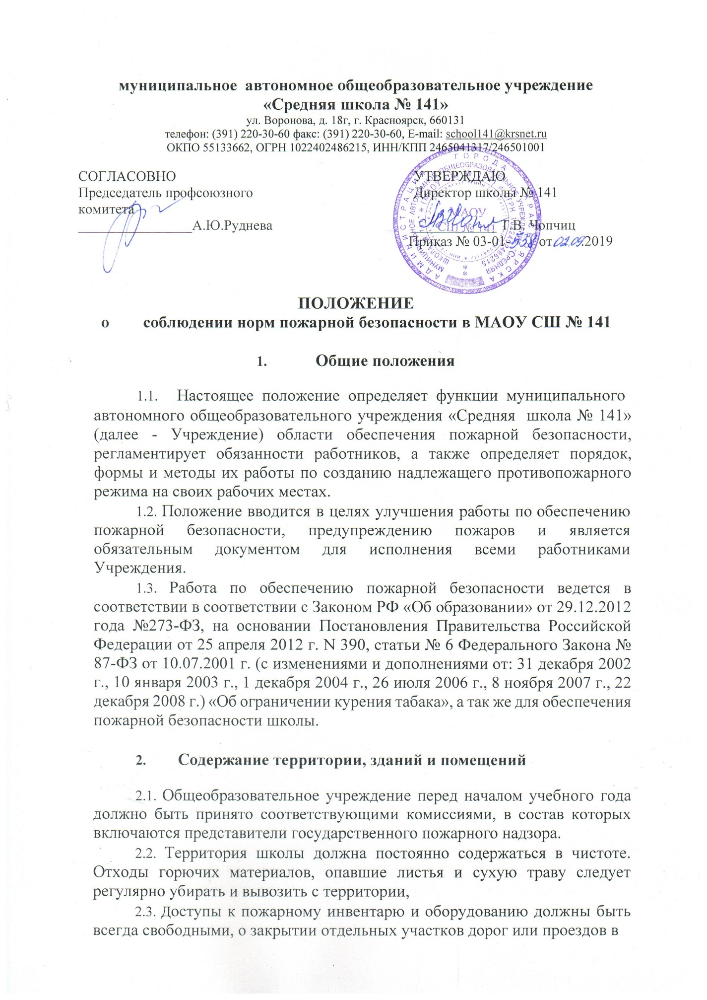 муниципальное автономное общеобразовательное учреждение
«Средняя школа № 141»
ул. Воронова, д. 18г, г. Красноярск, 660131
телефон: (391) 220-30-60 факс: (391) 220-30-60, E-mail: school141@krsnet.ru
ОКПО 55133662, ОГРН 1022402486215, ИНН/КПП 2465041317/246501001
СОГЛАСОВНО
Председатель профсоюзного
комитета
________________А.Ю.Руднева
УТВЕРЖДАЮ
Директор школы № 141
____________ Т.В. Чопчиц
Приказ № 03-01-538 от 02.09.2019
МАОУ
СШ № 141
ПОЛОЖЕНИЕ
о соблюдении норм пожарной безопасности в МАОУ СШ № 141
1. Общие положения
1.1. Настоящее положение определяет функции муниципального
автономного общеобразовательного учреждения «Средняя школа № 141»
(далее - Учреждение) области обеспечения пожарной безопасности,
регламентирует обязанности работников, а также определяет порядок,
формы и методы их работы по созданию надлежащего противопожарного
режима на своих рабочих местах.
1.2. Положение вводится в целях улучшения работы по обеспечению
пожарной безопасности, предупреждению пожаров и является
обязательным документом для исполнения всеми работниками
Учреждения.
1.3. Работа по обеспечению пожарной безопасности ведется в
соответствии в соответствии с Законом РФ «Об образовании» от 29.12.2012
года №273-ФЗ, на основании Постановления Правительства Российской
Федерации от 25 апреля 2012 г. N 390, статьи № 6 Федерального Закона №
87-ФЗ от 10.07.2001 г. (с изменениями и дополнениями от: 31 декабря 2002
г., 10 января 2003 г., 1 декабря 2004 г., 26 июля 2006 г., 8 ноября 2007 г., 22
декабря 2008 г.) «Об ограничении курения табака», а так же для обеспечения
пожарной безопасности школы.
2. Содержание территории, зданий и помещений
2.1. Общеобразовательное учреждение перед началом учебного года
должно быть принято соответствующими комиссиями, в состав которых
включаются представители государственного пожарного надзора.
2.2. Территория школы должна постоянно содержаться в чистоте.
Отходы горючих материалов, опавшие листья и сухую траву следует
регулярно убирать и вывозить с территории,
2.3. Доступы к пожарному инвентарю и оборудованию должны быть
всегда свободными, о закрытии отдельных участков дорог или проездов в